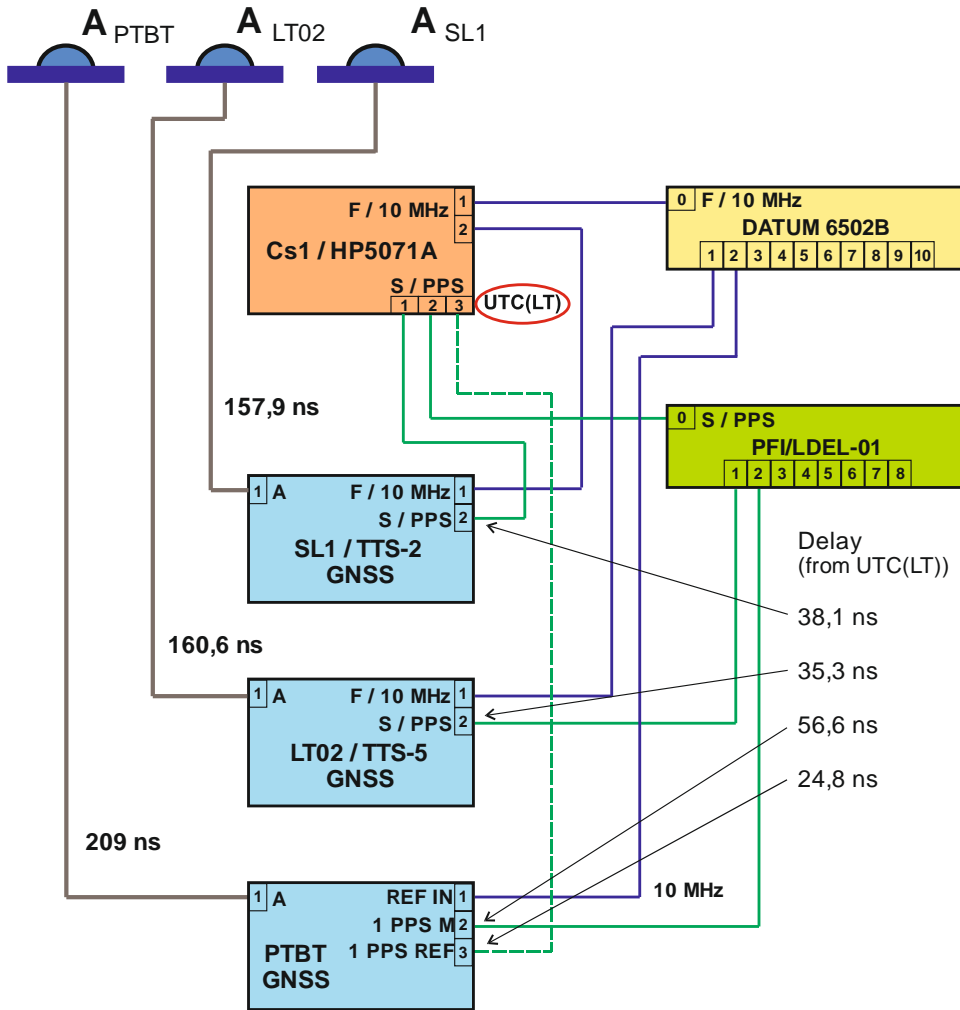 A PTBT
A LT02
A SL1
F / 10 MHz 1
2
Cs1 / HP5071A
S / PPS
1 2 3
UTC(LT)
0 F / 10 MHz
DATUM 6502B
1 2 3 4 5 6 7 8 9 10
157,9 ns
0 S / PPS
PFI/LDEL-01
1 2 3 4 5 6 7 8
1 A F / 10 MHz 1
S / PPS 2
SL1 / TTS-2
GNSS
Delay
(from UTC(LT))
38,1 ns
35,3 ns
56,6 ns
24,8 ns
160,6 ns
1 A F / 10 MHz 1
S / PPS 2
LT02 / TTS-5
GNSS
209 ns
1 A REF IN 1
1 PPS M 2
1 PPS REF 3
PTBT
GNSS
10 MHz